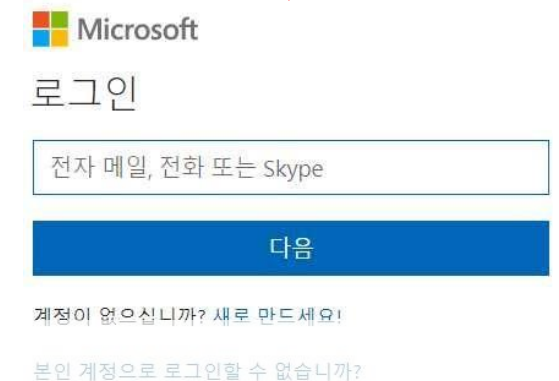 Microsoft
로그인
전자 메일, 전화 또는 Skype
다음
계정이 없으십니까? 새로 만드세요!
본인 계정으로 로그인할 수 없습니까?